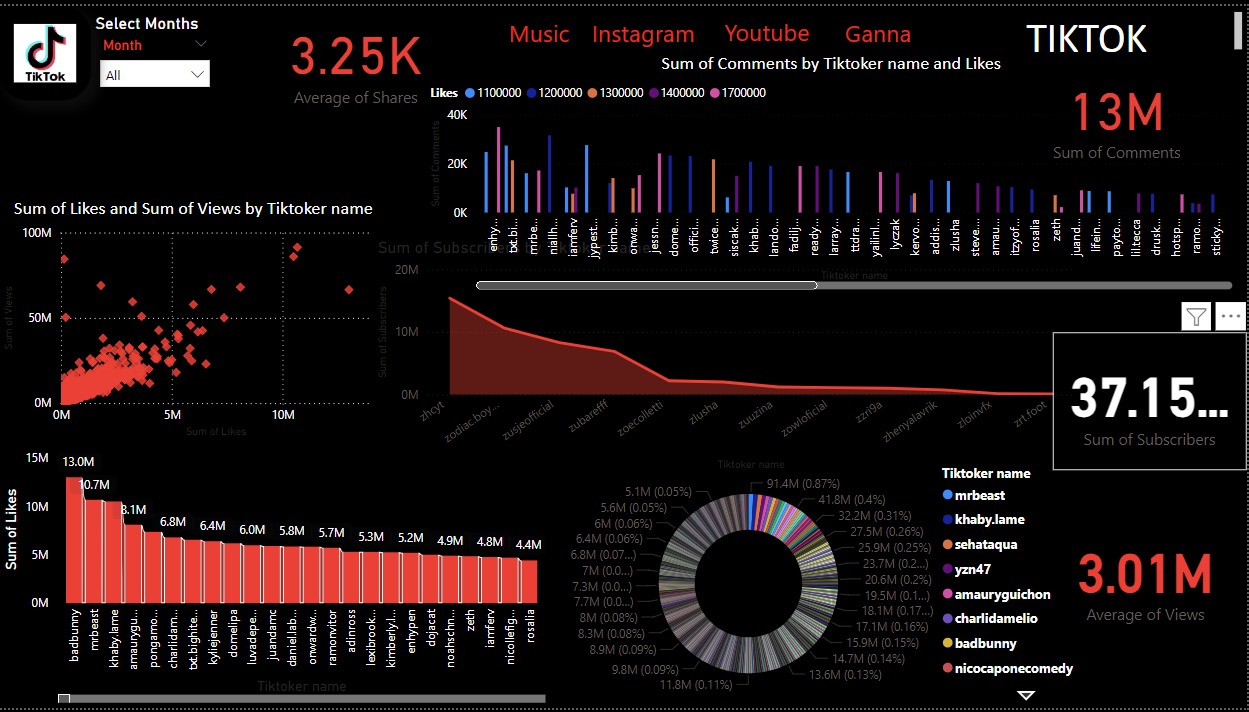 TikTok
Select Months
Month
All
3.25K
Average of Shares
Music Instagram Youtube Ganna
TIKTOK
Sum of Comments by Tiktoker name and Likes
Likes 1100000 1200000 1300000 1400000 1700000
Sum of Comments
40K
20K
0K
enhy... txt.bi... mrbe... niallh... iamferv jypest... kimb... onwa... jessn... dome... offici... twice... siscak... khab... lando... fadilj... ready... larray... ttdra... yailinl... lyczak kervo... addis... zlusha steve... amau... itzyof... rosalia zeth juand... lifein... payto... liltecca drusk... hotsp... ramo... sticky...
Tiktoker name
13M
Sum of Comments
Sum of Likes and Sum of Views by Tiktoker name
Sum of Views
100M
50M
0M
0M 5M 10M
Sum of Likes
Sum of Subscribers by Tiktoker name
Sum of Subscribers
20M
10M
0M
zhcyt zodiac.boy... zusjeofficial zubareff zoecolletti zlusha zuuzina zowloficial zzri9a zhenyalavrik zloinvfx zrt.foot
Tiktoker name
37.15...
Sum of Subscribers
Sum of Likes
15M
10M
5M
0M
13.0M 10.7M 8.1M 6.8M 6.4M 6.0M 5.8M 5.7M 5.3M 5.2M 4.9M 4.8M 4.4M
badbunny mrbeast khaby.lame amaurygu... pongamo... charlidam... txt.bighite... kyliejenner domelipa luvadepe... juandamc daniel.lab... onwardw... ramonvitor adinross lexibrook... kimberly.l... enhypen dojacat noahschn... zeth iamferv nicolefig... rosalia
Tiktoker name
91.4M (0.87%)
41.8M (0.4%)
32.2M (0.31%)
27.5M (0.26%)
25.9M (0.25%)
23.7M (0.2...)
20.6M (0.2%)
19.5M (0.1...)
18.1M (0.17...)
17.1M (0.16%)
15.9M (0.15%)
14.7M (0.14%)
13.6M (0.13%)
11.8M (0.11%)
9.8M (0.09%)
8.9M (0.09%)
8.3M (0.08%)
8M (0.08%)
7.7M (0.0...)
7.3M (0.0...)
7M (0.0...)
6.8M (0.07...)
6.4M (0.06%)
6M (0.06%)
5.6M (0.05%)
5.1M (0.05%)
Tiktoker name
mrbeast
khaby.lame
sehataqua
yzn47
amauryguichon
charlidamelio
badbunny
nicocaponecomedy
3.01M
Average of Views